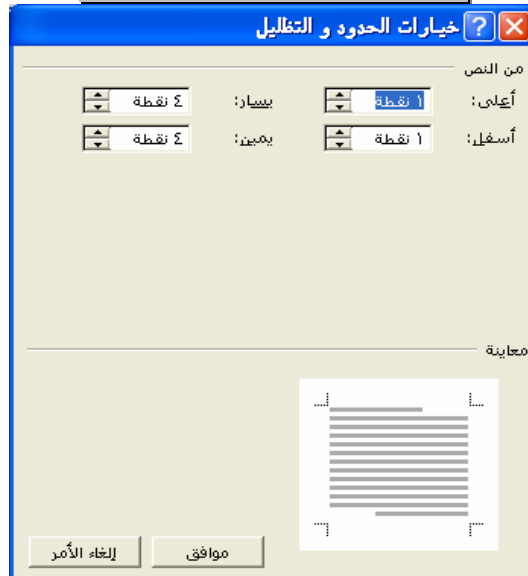 خيارات الحدود و التظليل
من النص
أعلى: ١ نقطة يسار: ٤ نقطة
أسفل: ١ نقطة يمين: ٤ نقطة
معاينة
موافق إلغاء الأمر